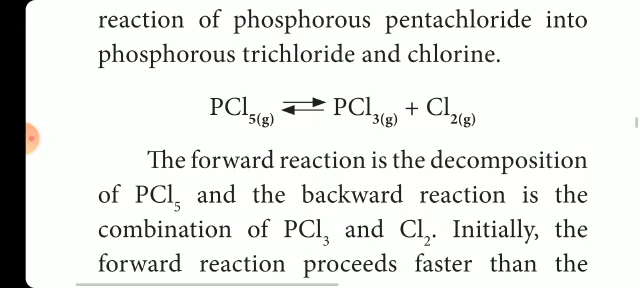 reaction of phosphorous pentachloride into
phosphorous trichloride and chlorine.
PCl₅(g) ⇌ PCl₃(g) + Cl₂(g)
The forward reaction is the decomposition
of PCl₅ and the backward reaction is the
combination of PCl₃ and Cl₂. Initially, the
forward reaction proceeds faster than the